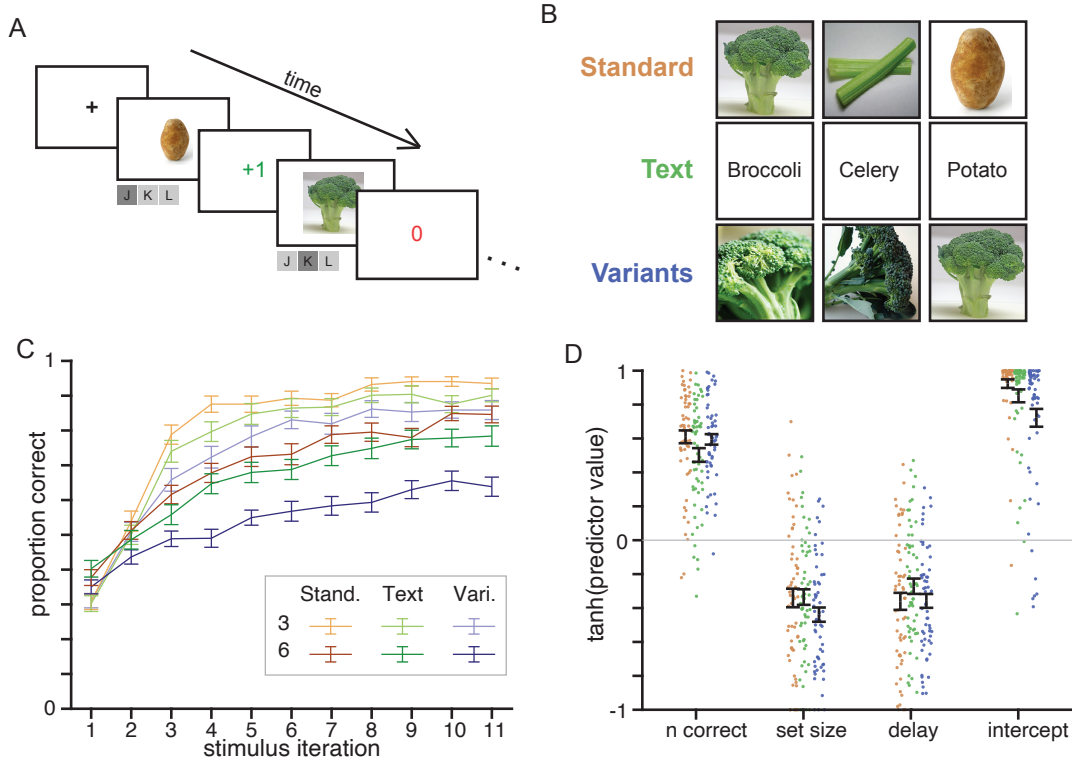 A
time
+
+1
J K L
0
J K L
. . . .
B
Standard
Text
Broccoli Celery Potato
Variants
C
proportion correct
1
0
Stand. Text Vari.
3
6
1 2 3 4 5 6 7 8 9 10 11
stimulus iteration
D
tanh(predictor value)
1
0
-1
n correct set size delay intercept